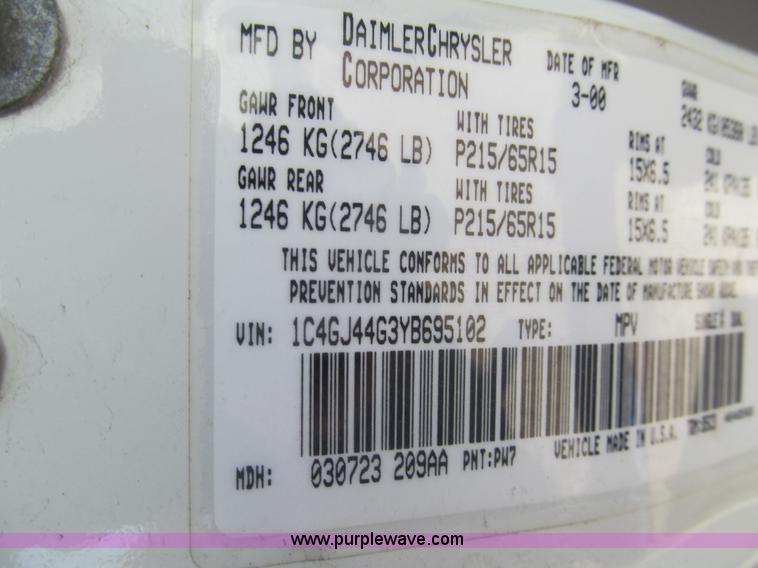 MFD BY DAIMLERCHRYSLER CORPORATION
DATE OF MFR 3-00
GAWR FRONT
1246 KG(2746 LB)
WITH TIRES
P215/65R15
RIMS AT
15X6.5
COLD
GAWR REAR
1246 KG(2746 LB)
WITH TIRES
P215/65R15
RIMS AT
15X6.5
COLD
THIS VEHICLE CONFORMS TO ALL APPLICABLE FEDERAL MOTOR VEHICLE SAFETY AND
PREVENTION STANDARDS IN EFFECT ON THE DATE OF MANUFACTURE SHOWN ABOVE.
VIN: 1C4GJ44G3YB695102 TYPE: MPV
MDH: 030723 209AA PNT:PW7 VEHICLE MADE IN U.S.A.
www.purplewave.com